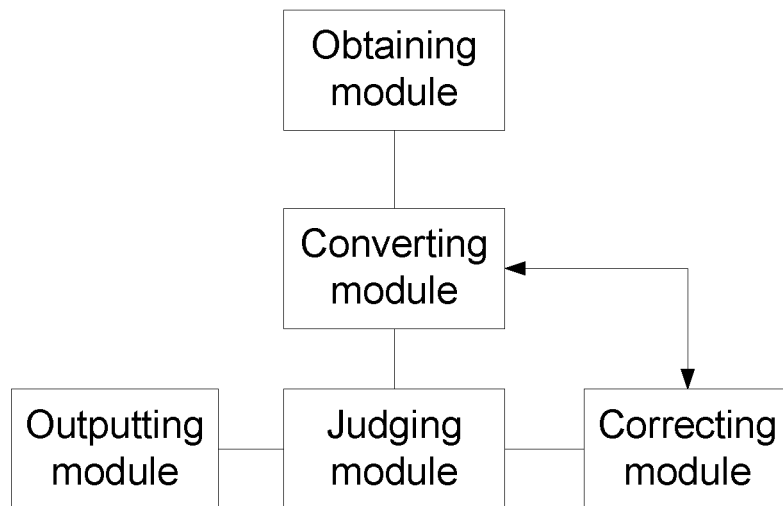 Obtaining
module
Converting
module
Outputting
module
Judging
module
Correcting
module